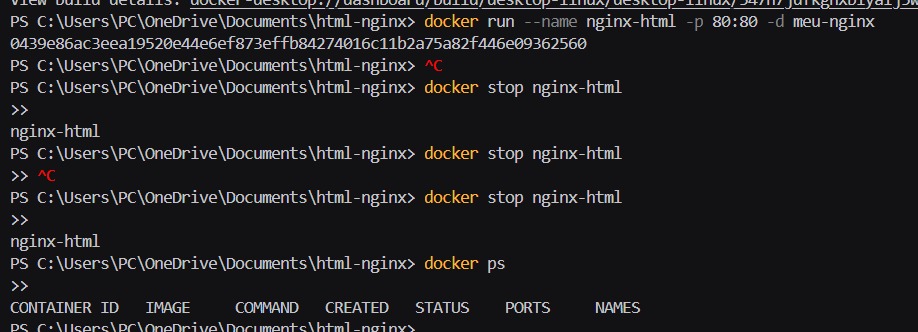 View build details: docker-desktop://dashboard/build/desktop-linux/desktop-linux/
PS C:\Users\PC\OneDrive\Documents\html-nginx> docker run --name nginx-html -p 80:80 -d meu-nginx
0439e86ac3eea19520e44e6ef873effb84274016c11b2a75a82f446e09362560
PS C:\Users\PC\OneDrive\Documents\html-nginx> ^C
PS C:\Users\PC\OneDrive\Documents\html-nginx> docker stop nginx-html
>>
nginx-html
PS C:\Users\PC\OneDrive\Documents\html-nginx> docker stop nginx-html
>> ^C
PS C:\Users\PC\OneDrive\Documents\html-nginx> docker stop nginx-html
>>
nginx-html
PS C:\Users\PC\OneDrive\Documents\html-nginx> docker ps
>>
CONTAINER ID   IMAGE     COMMAND   CREATED   STATUS    PORTS     NAMES
PS C:\Users\PC\OneDrive\Documents\html-nginx>